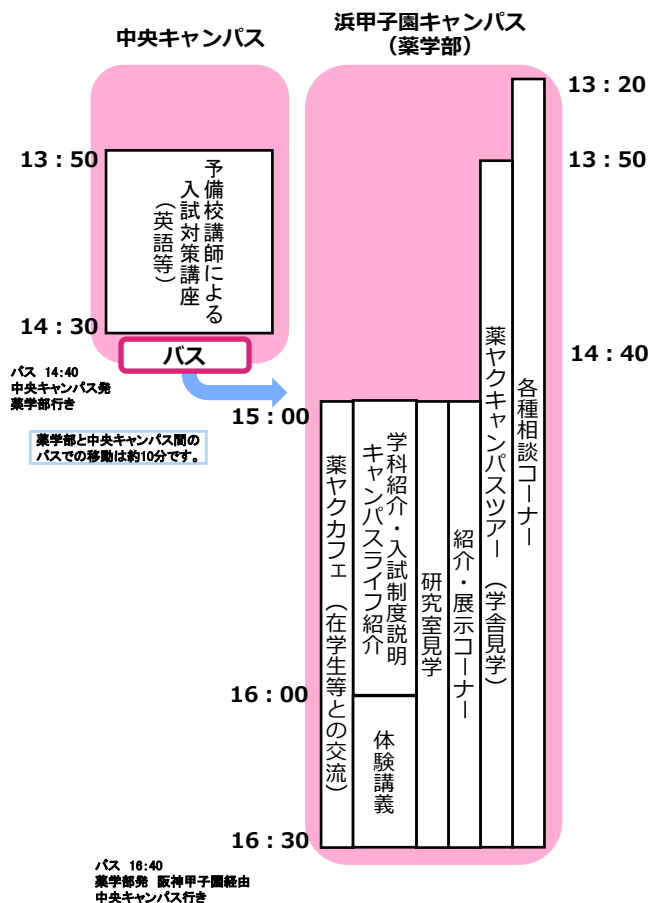 中央キャンパス
浜甲子園キャンパス
（薬学部）
13：20
13：50
13：50
予備校講師による
入試対策講座
（英語等）
14：30
バス
14：40
バス 14:40
中央キャンパス発
薬学部行き
15：00
薬学部と中央キャンパス間の
バスでの移動は約10分です。
薬ヤクカフェ（在学生等との交流）
学科紹介・入試制度説明
キャンパスライフ紹介
体験講義
研究室見学
紹介・展示コーナー
薬ヤクキャンパスツアー（学舎見学）
各種相談コーナー
16：00
16：30
バス 16:40
薬学部発 阪神甲子園経由
中央キャンパス行き